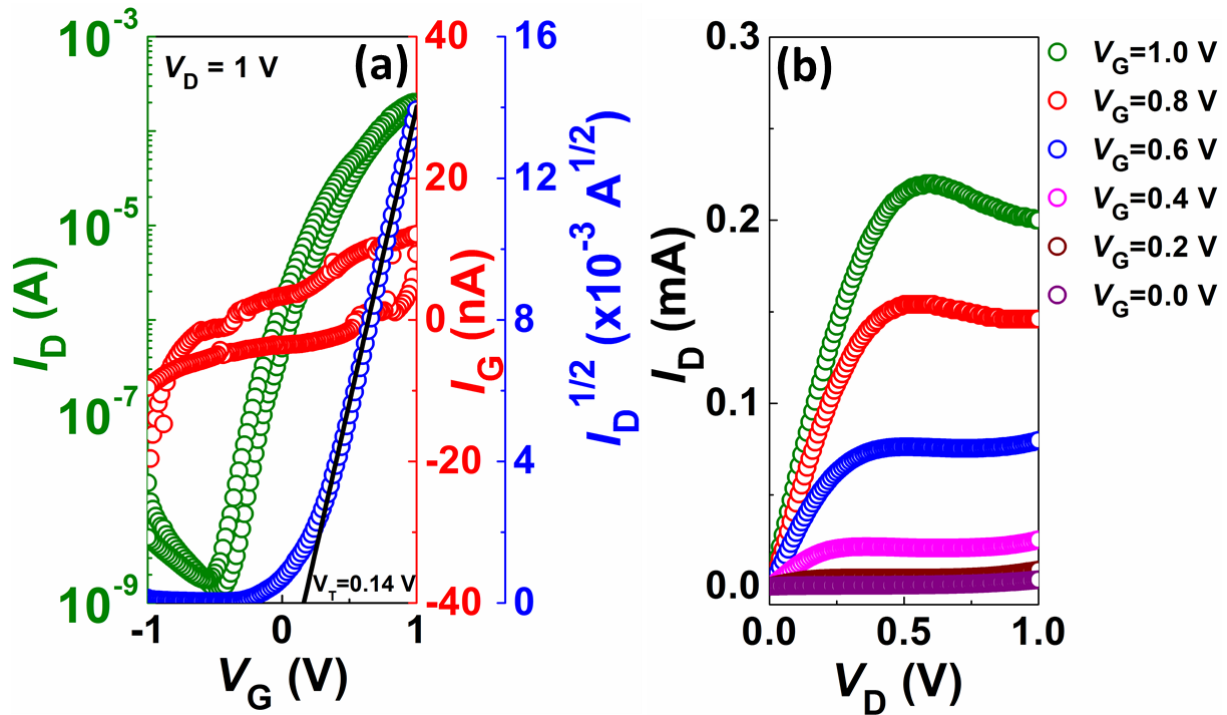 (a)
V_D = 1 V
I_D (A)
10^-3
10^-5
10^-7
10^-9
V_T=0.14 V
-1
0
1
V_G (V)
40
20
0
-20
-40
I_G (nA)
16
12
8
4
0
I_D^1/2 (x10^-3 A^1/2)
(b)
I_D (mA)
0.3
0.2
0.1
0.0
0.0
0.5
1.0
V_D (V)
V_G=1.0 V
V_G=0.8 V
V_G=0.6 V
V_G=0.4 V
V_G=0.2 V
V_G=0.0 V